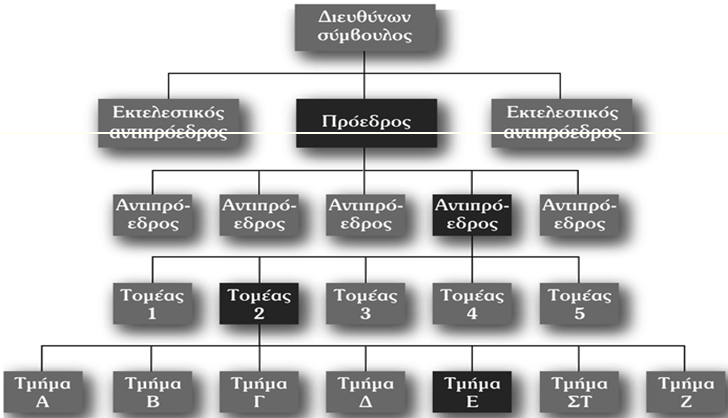 Διευθύνων
σύμβουλος
Εκτελεστικός
αντιπρόεδρος
Πρόεδρος
Εκτελεστικός
αντιπρόεδρος
Αντιπρό-
εδρος
Αντιπρό-
εδρος
Αντιπρό-
εδρος
Αντιπρό-
εδρος
Αντιπρό-
εδρος
Τομέας
1
Τομέας
2
Τομέας
3
Τομέας
4
Τομέας
5
Τμήμα
Α
Τμήμα
Β
Τμήμα
Γ
Τμήμα
Δ
Τμήμα
Ε
Τμήμα
ΣΤ
Τμήμα
Ζ